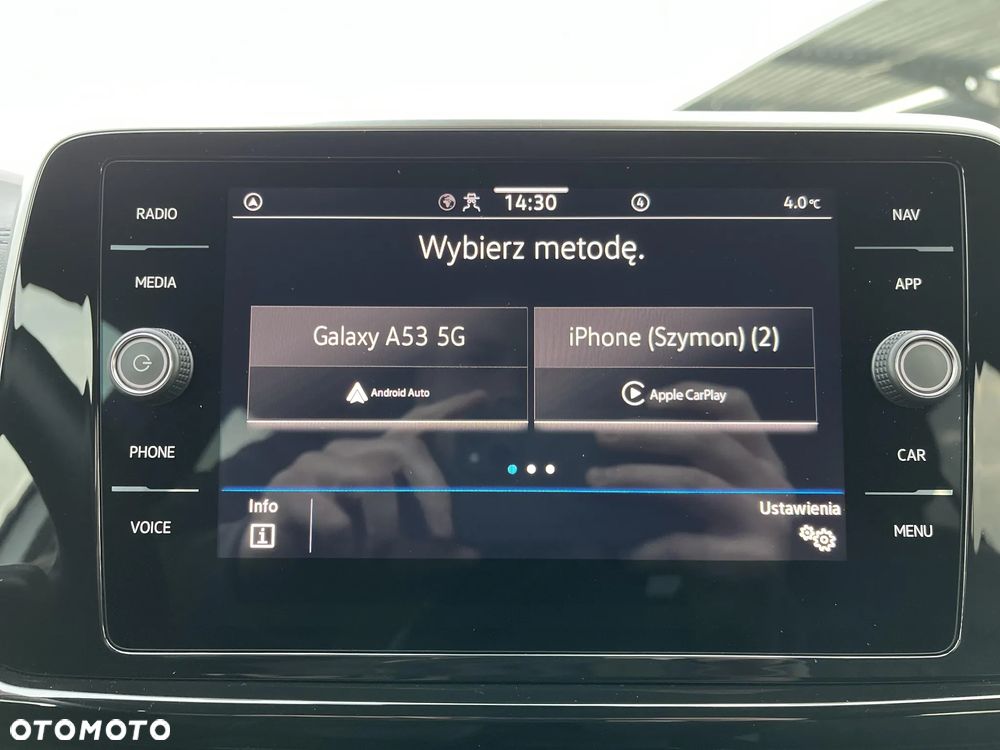 14:30
4
4.0°C
RADIO
MEDIA
PHONE
VOICE
Wybierz metodę.
Galaxy A53 5G
Android Auto
iPhone (Szymon) (2)
Apple CarPlay
Info
i
Ustawienia
NAV
APP
CAR
MENU
OTOMOTO